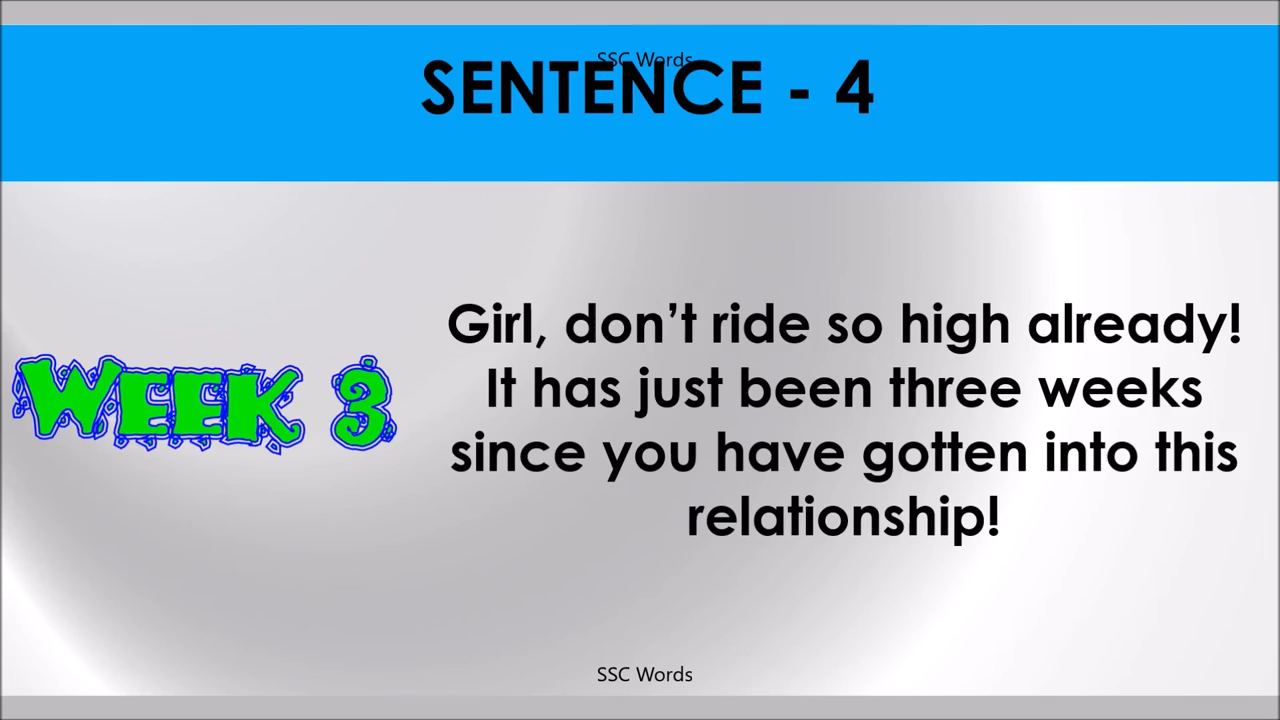 SSC Words
SENTENCE - 4
WEEK 3
Girl, don’t ride so high already!
It has just been three weeks
since you have gotten into this
relationship!
SSC Words